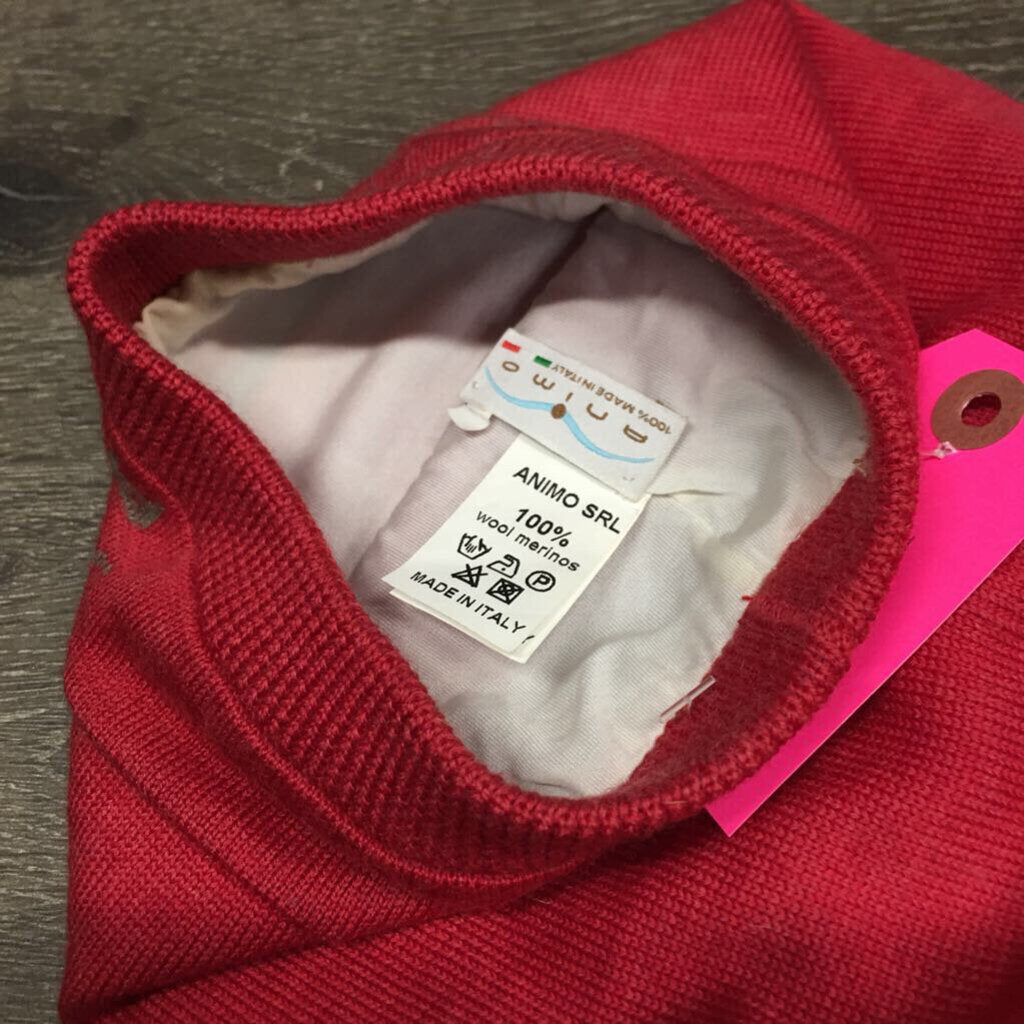 Animo
100% MADE IN ITALY
ANIMO SRL
100%
wool merinos
P
MADE IN ITALY